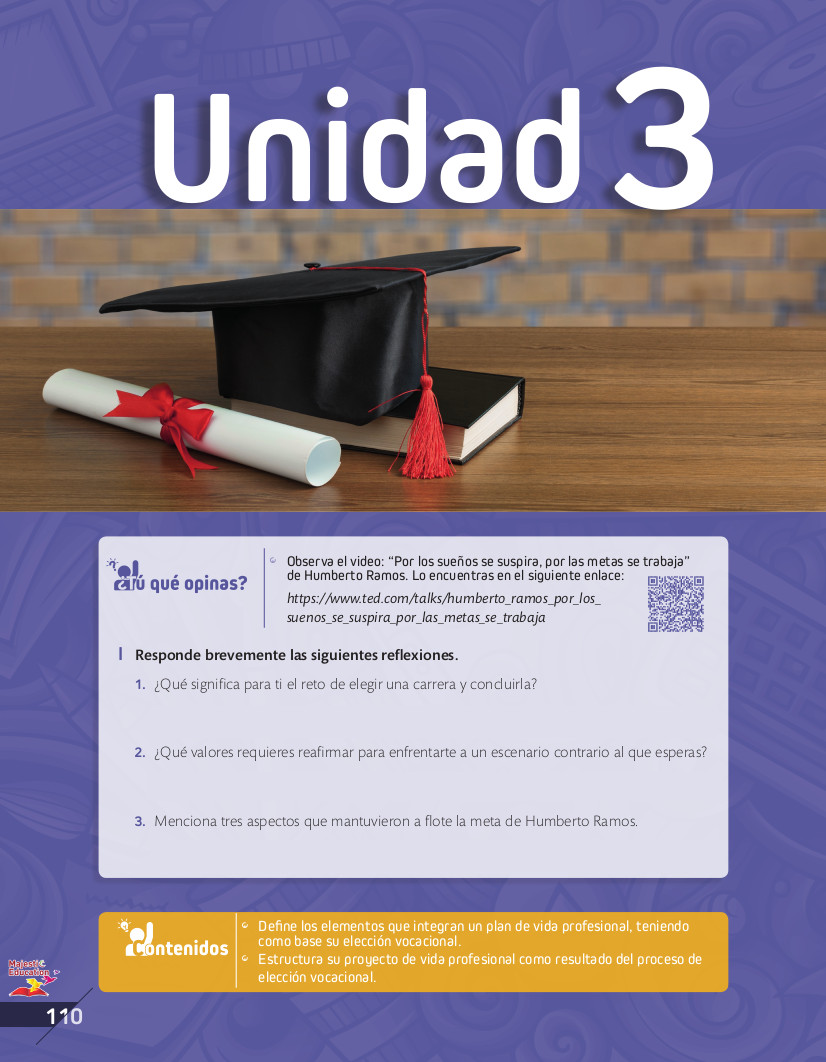 Unidad 3
¿Tú qué opinas?
Observa el video: “Por los sueños se suspira, por las metas se trabaja”
de Humberto Ramos. Lo encuentras en el siguiente enlace:
https://www.ted.com/talks/humberto_ramos_por_los_
suenos_se_suspira_por_las_metas_se_trabaja
I Responde brevemente las siguientes reflexiones.
1. ¿Qué significa para ti el reto de elegir una carrera y concluirla?
2. ¿Qué valores requieres reafirmar para enfrentarte a un escenario contrario al que esperas?
3. Menciona tres aspectos que mantuvieron a flote la meta de Humberto Ramos.
Contenidos
Define los elementos que integran un plan de vida profesional, teniendo
como base su elección vocacional.
Estructura su proyecto de vida profesional como resultado del proceso de
elección vocacional.
Majestic
Education
110